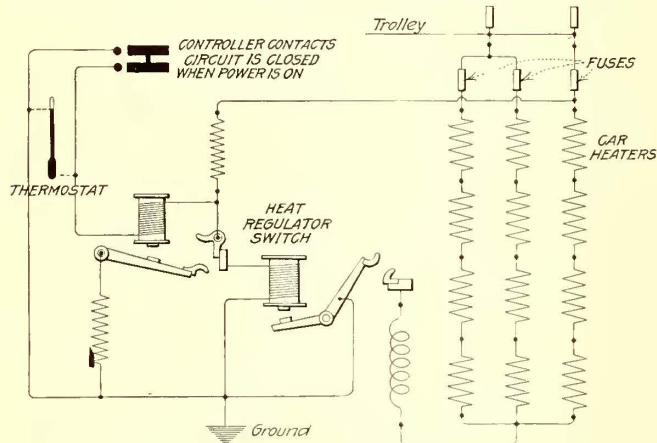 Trolley
CONTROLLER CONTACTS
CIRCUIT IS CLOSED
WHEN POWER IS ON
FUSES
CAR
HEATERS
THERMOSTAT
HEAT
REGULATOR
SWITCH
Ground